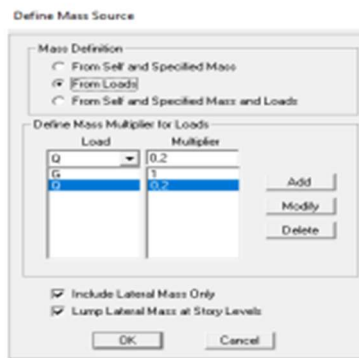 Define Mass Source
Mass Definition
From Self and Specified Mass
From Loads
From Self and Specified Mass and Loads
Define Mass Multiplier for Loads
Load Multiplier
Q 0.2
G 1
Q 0.2
Add
Modify
Delete
Include Lateral Mass Only
Lump Lateral Mass at Story Levels
OK Cancel